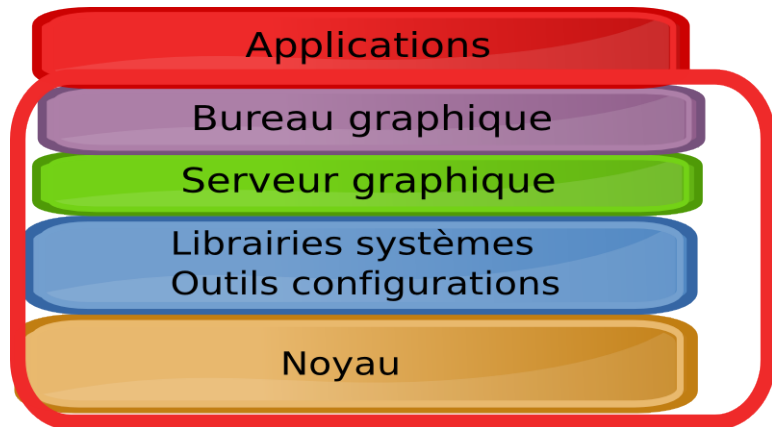 Applications
Bureau graphique
Serveur graphique
Librairies systèmes
Outils configurations
Noyau